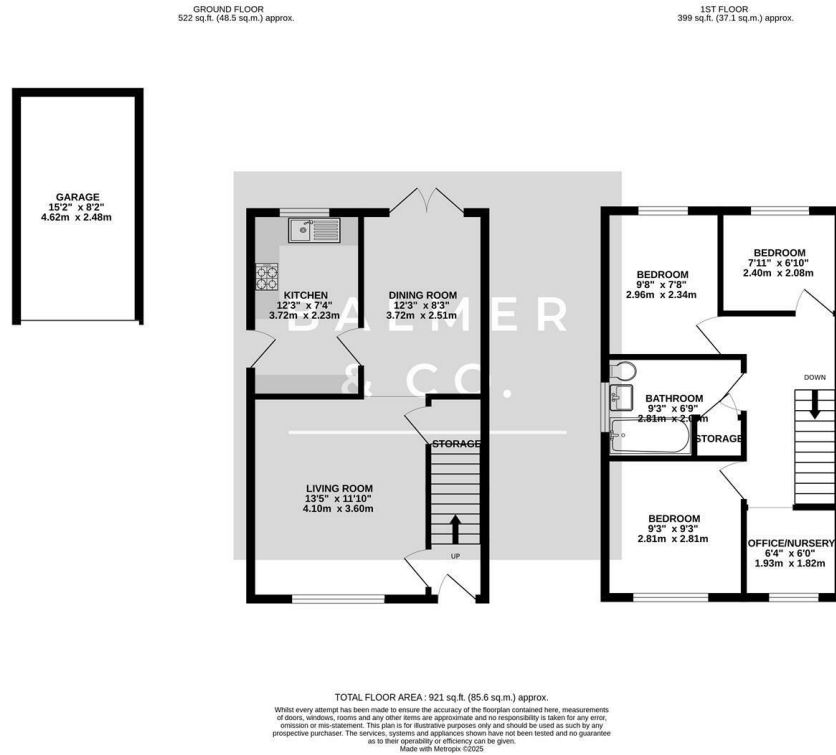 GROUND FLOOR
522 sq.ft. (48.5 sq.m.) approx.
1ST FLOOR
399 sq.ft. (37.1 sq.m.) approx.
GARAGE
15'2" x 8'2"
4.62m x 2.48m
KITCHEN
12'3" x 7'4"
3.72m x 2.23m
DINING ROOM
12'3" x 8'3"
3.72m x 2.51m
BALMER
& CO.
STORAGE
LIVING ROOM
13'5" x 11'10"
4.10m x 3.60m
UP
BEDROOM
9'8" x 7'8"
2.96m x 2.34m
BEDROOM
7'11" x 6'10"
2.40m x 2.08m
DOWN
BATHROOM
9'3" x 6'9"
2.81m x
STORAGE
BEDROOM
9'3" x 9'3"
2.81m x 2.81m
OFFICE/NURSERY
6'4" x 6'0"
1.93m x 1.82m
TOTAL FLOOR AREA : 921 sq.ft. (85.6 sq.m.) approx.
Whilst every attempt has been made to ensure the accuracy of the floorplan contained here, measurements
of doors, windows, rooms and any other items are approximate and no responsibility is taken for any error,
omission or mis-statement. This plan is for illustrative purposes only and should be used as such by any
prospective purchaser. The services, systems and appliances shown have not been tested and no guarantee
as to their operability or efficiency can be given.
Made with Metropix ©2025